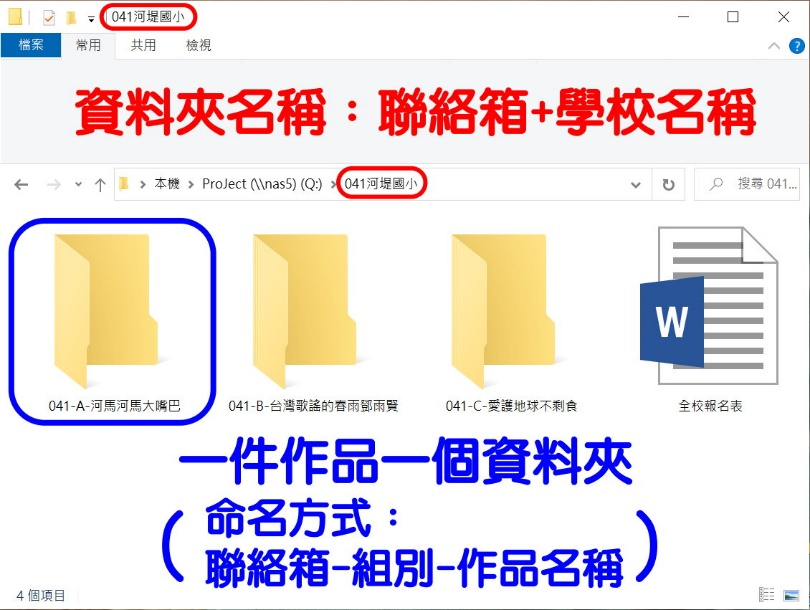 041河堤國小
檔案 常用 共用 檢視
資料夾名稱：聯絡箱+學校名稱
本機 ProJect (\\nas5) (Q:) 041河堤國小 搜尋 041...
W
041-A-河馬河馬大嘴巴 041-B-台灣歌謠的春雨鄧雨賢 041-C-愛護地球不剩食 全校報名表
一件作品一個資料夾
(命名方式：
聯絡箱-組別-作品名稱)
4 個項目